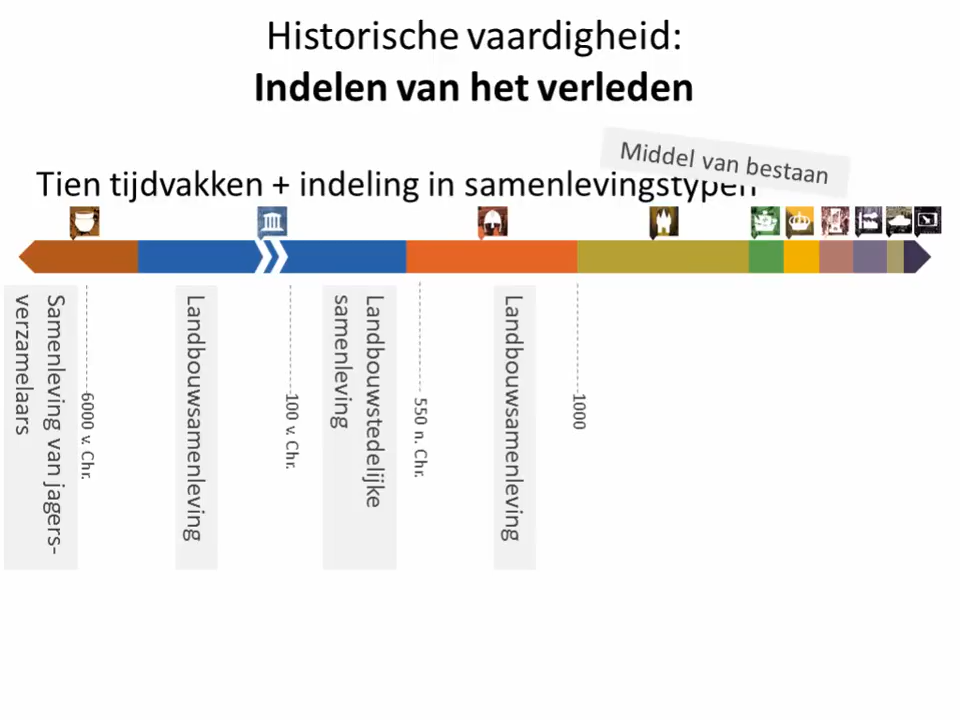 Historische vaardigheid:
Indelen van het verleden
Middel van bestaan
Tien tijdvakken + indeling in samenlevingstypen
Samenleving van jagers-
verzamelaars
6000 v. Chr.
Landbouwsamenleving
100 v. Chr.
Landbouwstedelijke
samenleving
550 n. Chr.
Landbouwsamenleving
1000